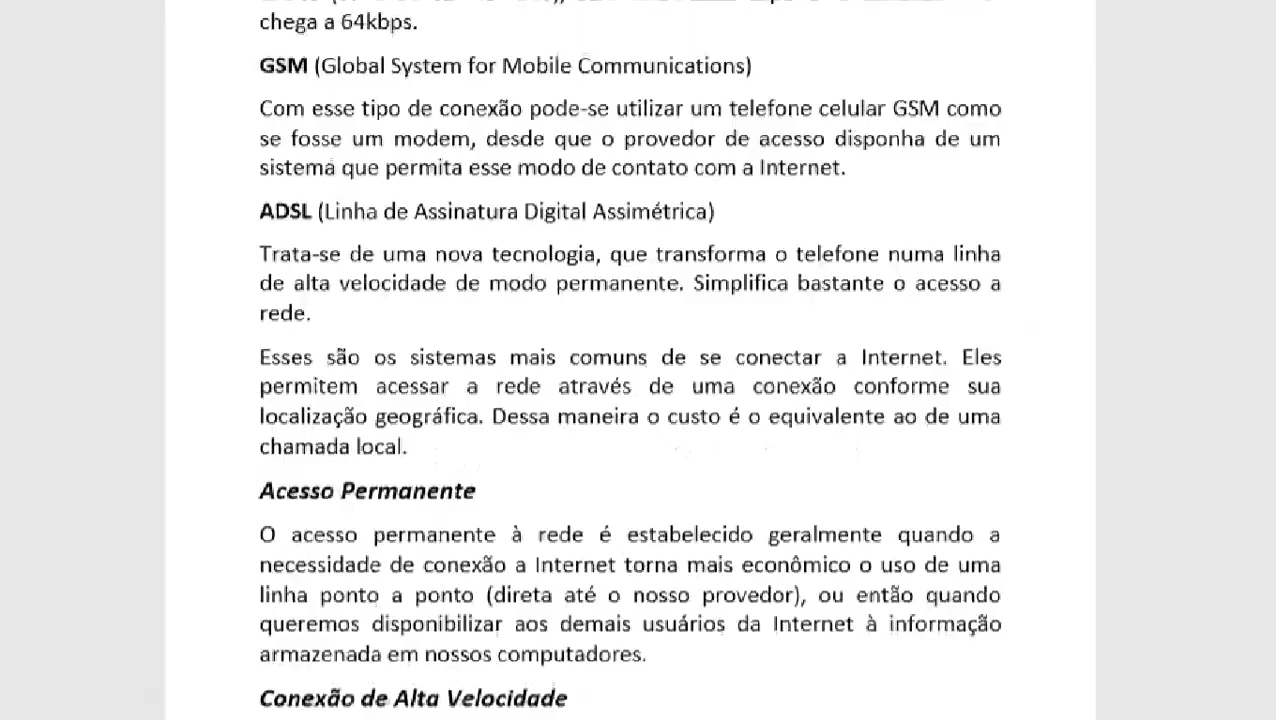 chega a 64kbps.
GSM (Global System for Mobile Communications)
Com esse tipo de conexão pode-se utilizar um telefone celular GSM como
se fosse um modem, desde que o provedor de acesso disponha de um
sistema que permita esse modo de contato com a Internet.
ADSL (Linha de Assinatura Digital Assimétrica)
Trata-se de uma nova tecnologia, que transforma o telefone numa linha
de alta velocidade de modo permanente. Simplifica bastante o acesso a
rede.
Esses são os sistemas mais comuns de se conectar a Internet. Eles
permitem acessar a rede através de uma conexão conforme sua
localização geográfica. Dessa maneira o custo é o equivalente ao de uma
chamada local.
Acesso Permanente
O acesso permanente à rede é estabelecido geralmente quando a
necessidade de conexão a Internet torna mais econômico o uso de uma
linha ponto a ponto (direta até o nosso provedor), ou então quando
queremos disponibilizar aos demais usuários da Internet à informação
armazenada em nossos computadores.
Conexão de Alta Velocidade